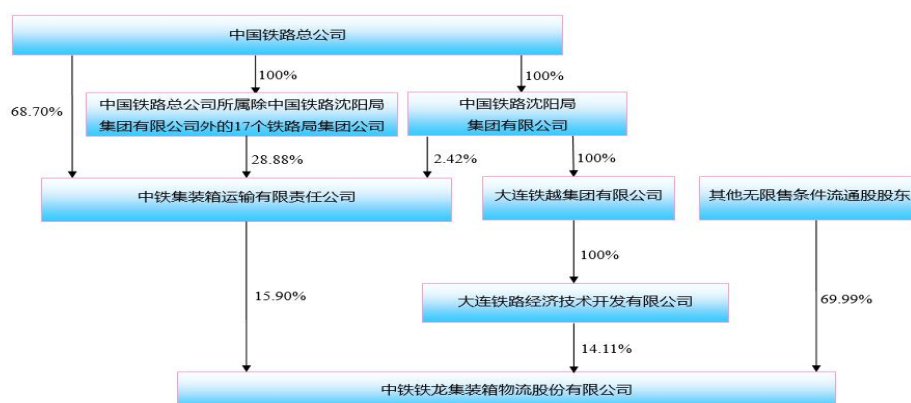 中国铁路总公司
100%
100%
68.70%
中国铁路总公司所属除中国铁路沈阳局
集团有限公司外的17个铁路局集团公司
中国铁路沈阳局
集团有限公司
28.88%
2.42%
100%
中铁集装箱运输有限责任公司
大连铁越集团有限公司
其他无限售条件流通股股东
100%
15.90%
大连铁路经济技术开发有限公司
69.99%
14.11%
中铁铁龙集装箱物流股份有限公司